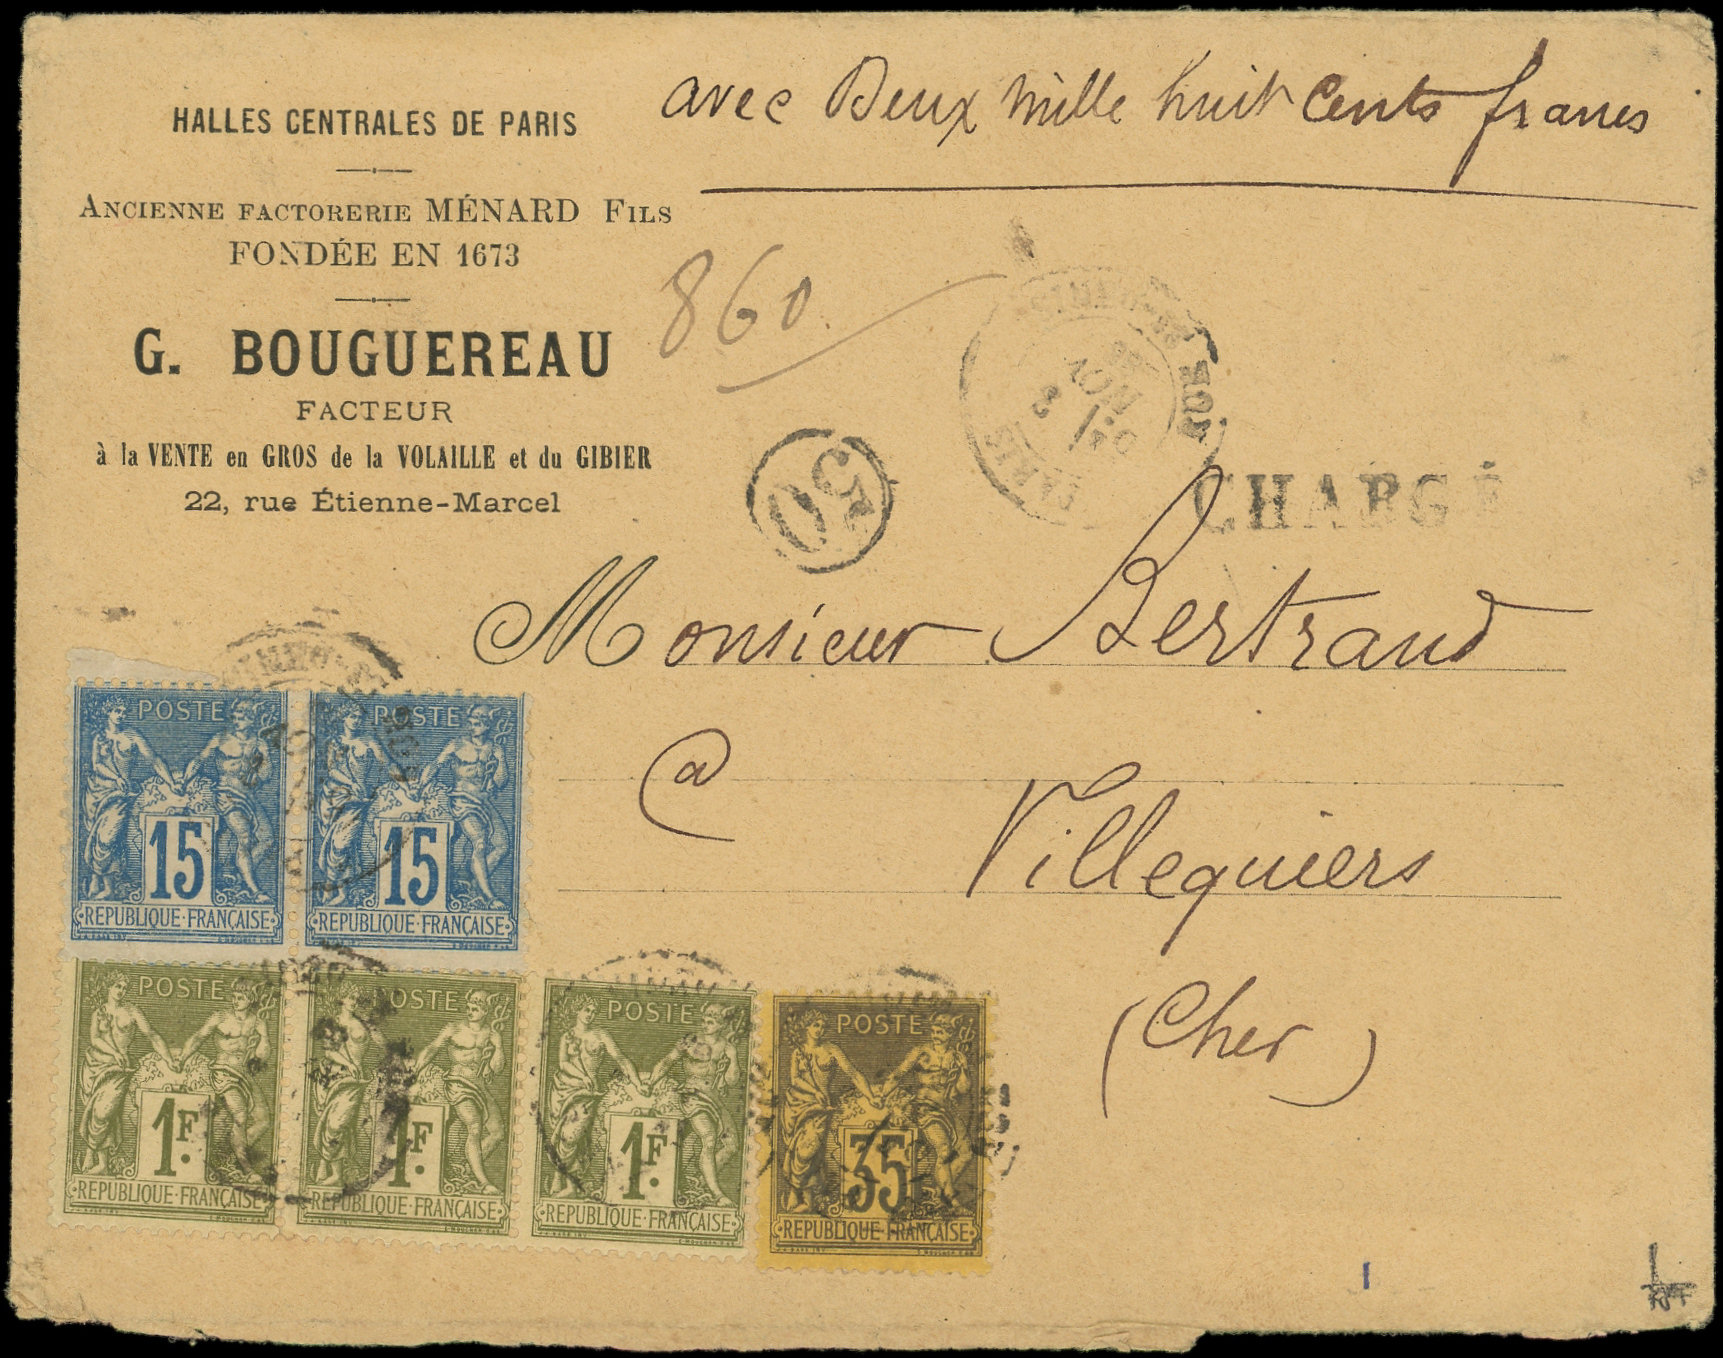 avec Deux mille huit Cents francs
HALLES CENTRALES DE PARIS
ANCIENNE FACTORERIE MÉNARD FILS
FONDÉE EN 1673
G. BOUGUEREAU
FACTEUR
à la VENTE en GROS de la VOLAILLE et du GIBIER
22, rue Étienne-Marcel
860
PARIS
NOV
50
CHARGÉ
Monsieur Bertrand
a
Villequiers
(Cher)
POSTE
15
REPUBLIQUE·FRANÇAISE
POSTE
15
REPUBLIQUE·FRANÇAISE
POSTE
1F.
REPUBLIQUE·FRANÇAISE
POSTE
1F.
REPUBLIQUE·FRANÇAISE
POSTE
1F.
REPUBLIQUE·FRANÇAISE
POSTE
35
REPUBLIQUE·FRANÇAISE